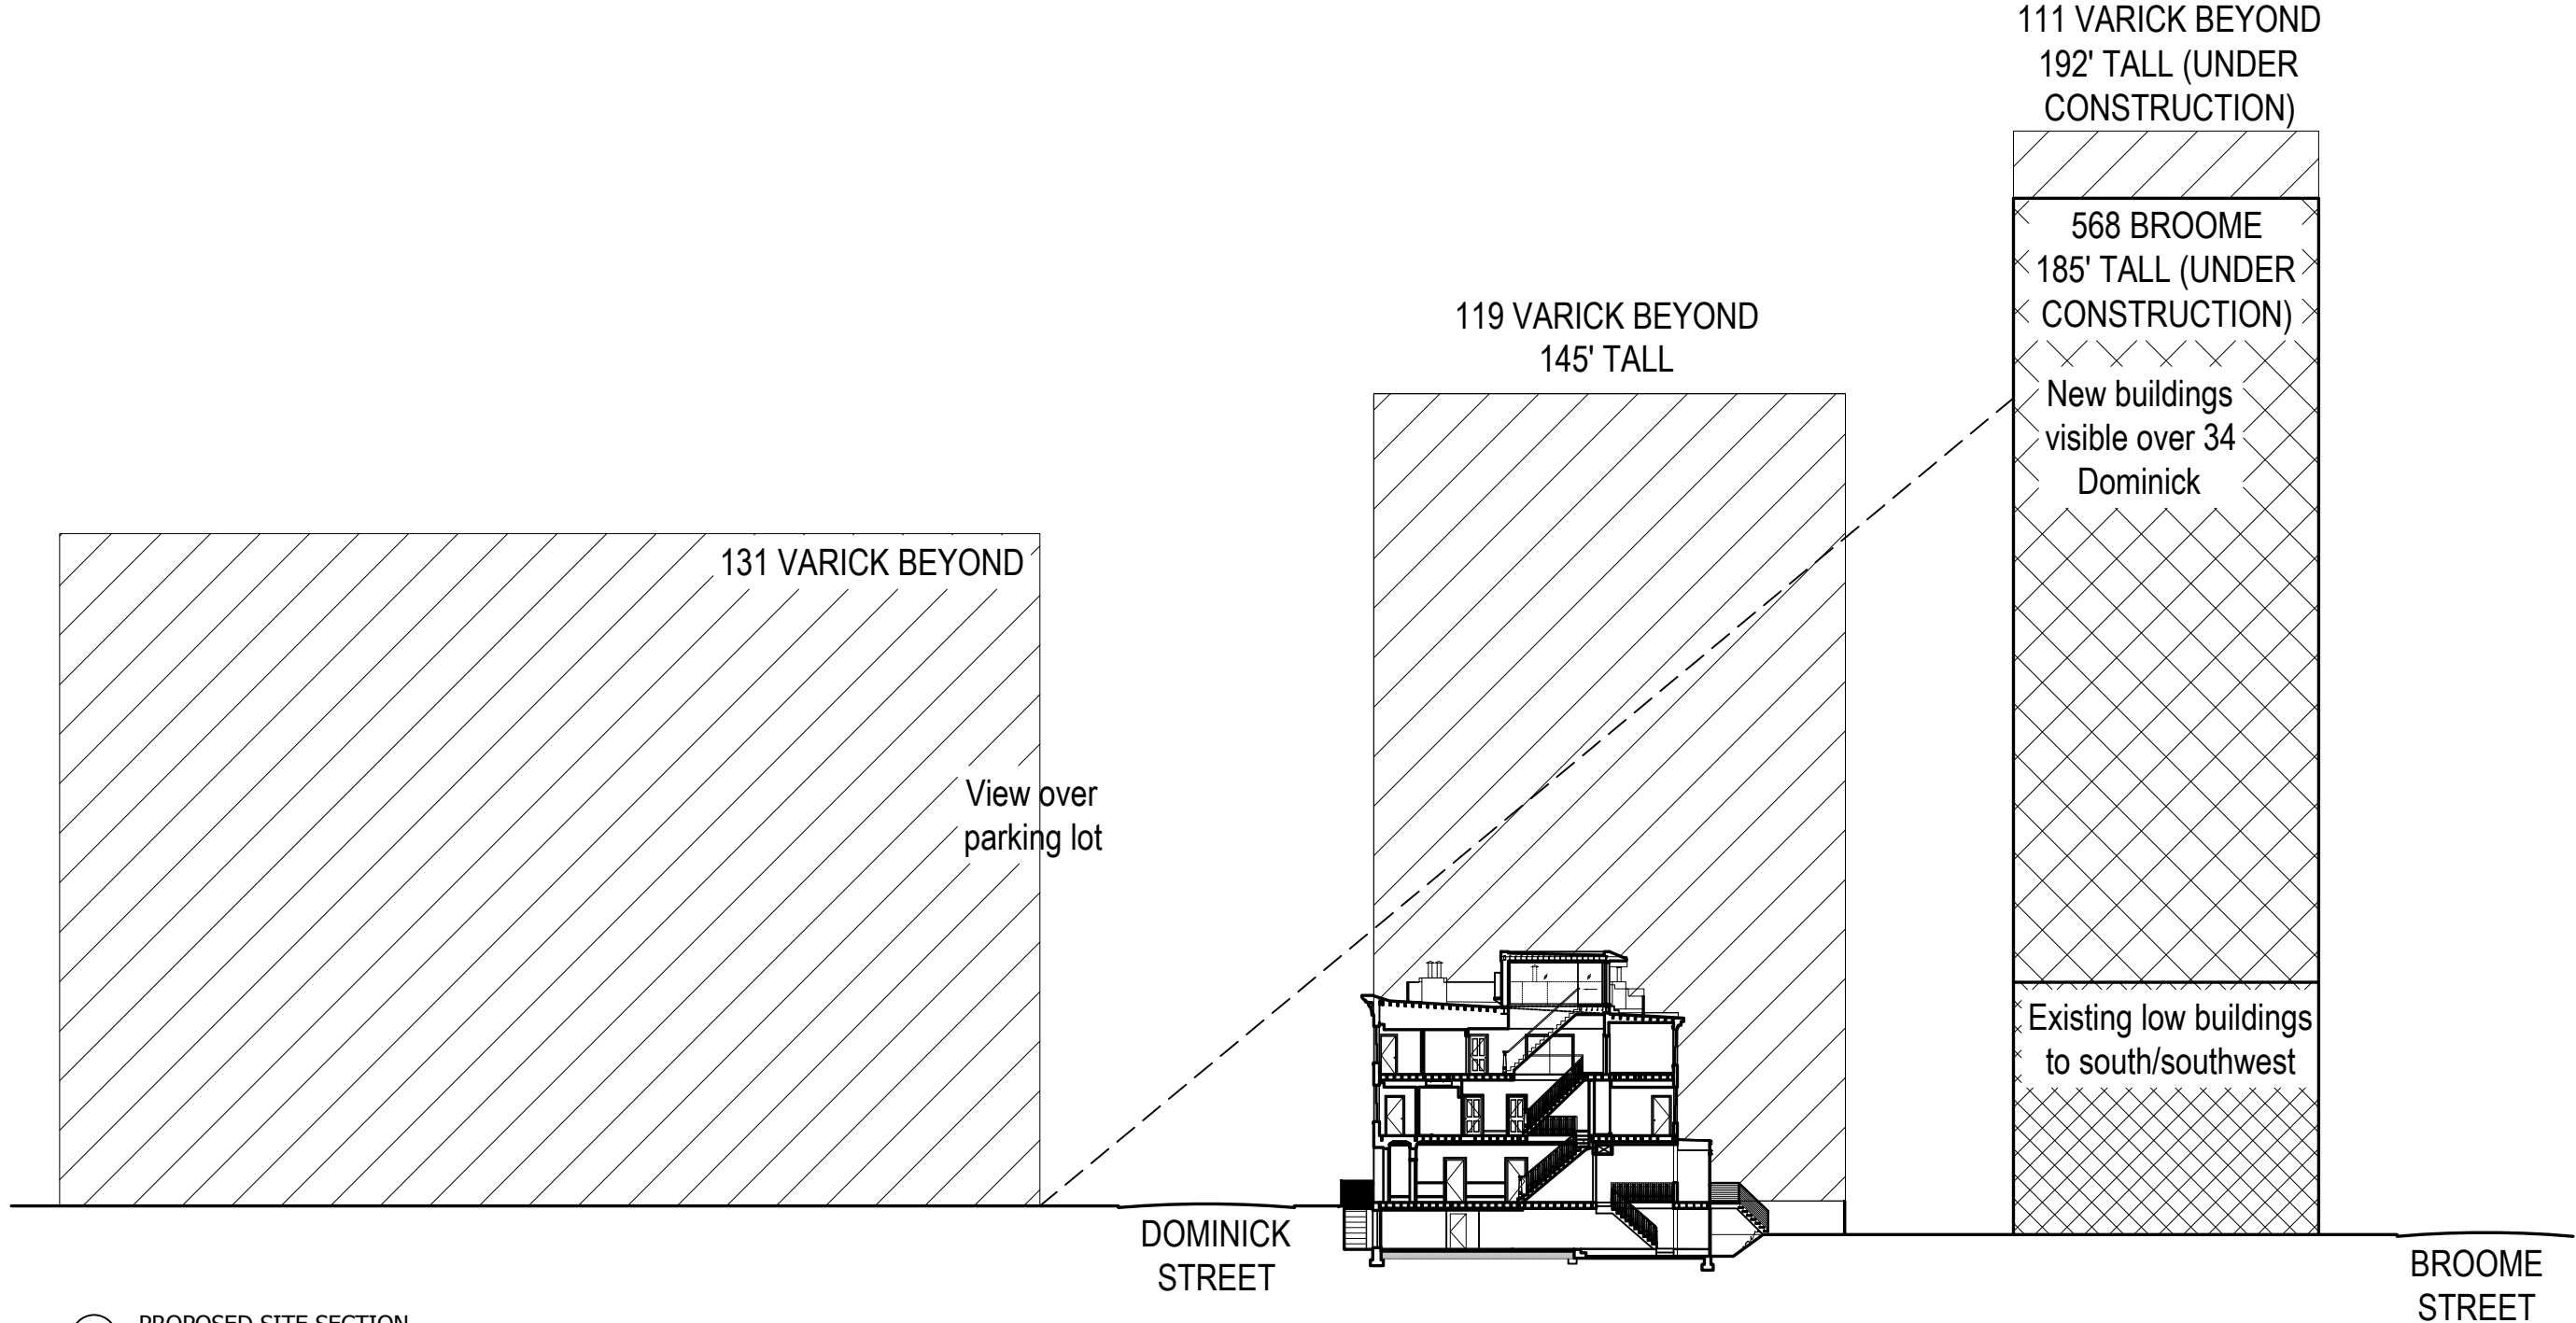 111 VARICK BEYOND
192' TALL (UNDER
CONSTRUCTION)
568 BROOME
185' TALL (UNDER
CONSTRUCTION)
New buildings
visible over 34
Dominick
119 VARICK BEYOND
145' TALL
131 VARICK BEYOND
View over
parking lot
Existing low buildings
to south/southwest
DOMINICK
STREET
BROOME
STREET
PROPOSED SITE SECTION